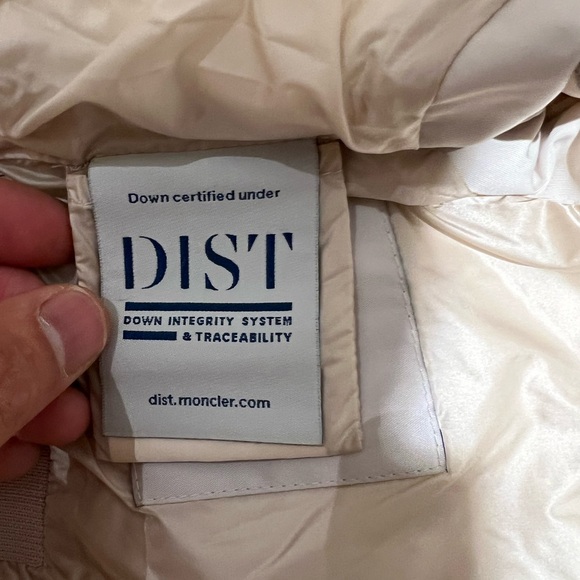 Down certified under
DIST
DOWN INTEGRITY SYSTEM
& TRACEABILITY
dist.moncler.com